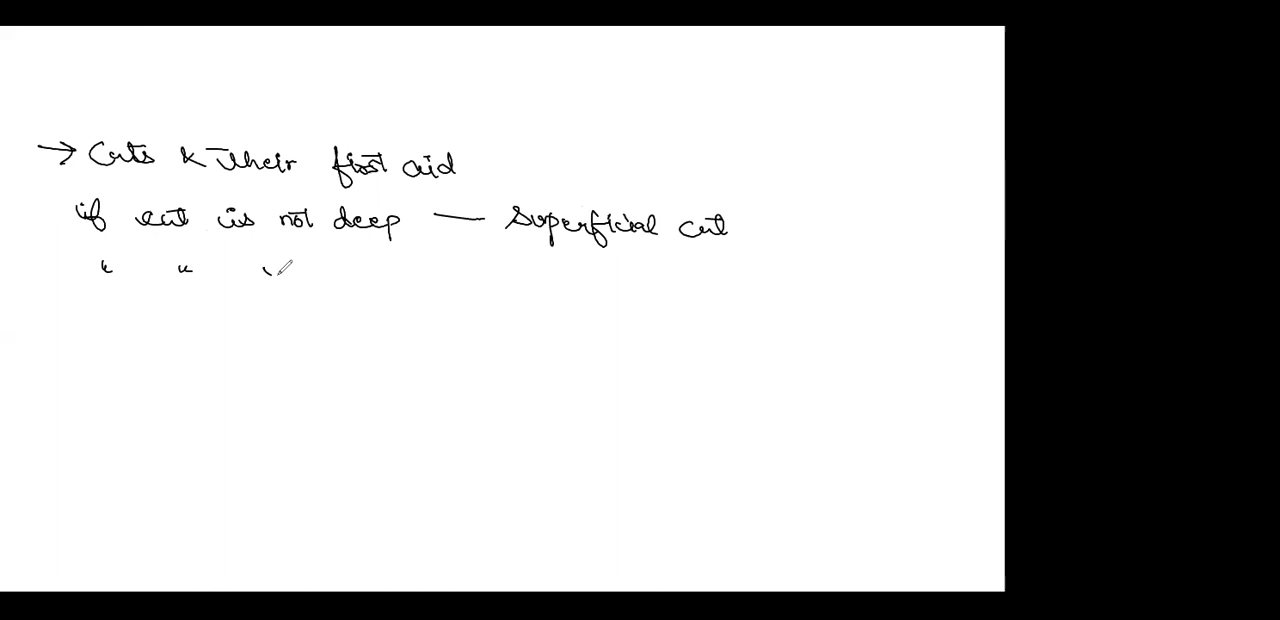 → Cuts & Their first aid
if cut is not deep — Superficial cut
" "